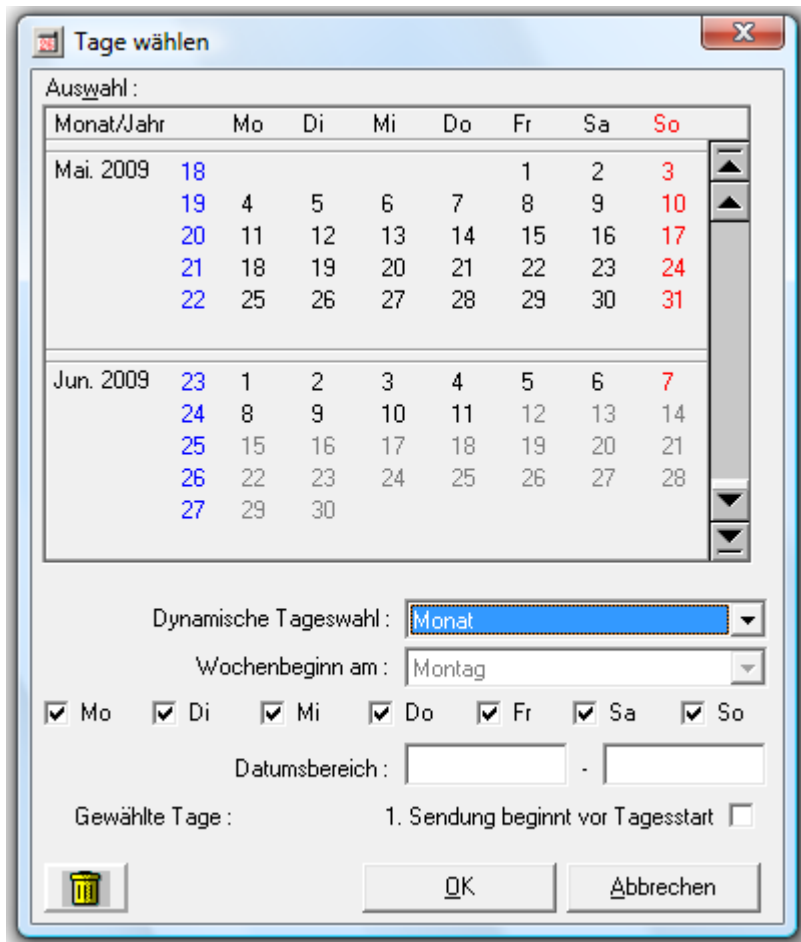 Tage wählen
Auswahl :
Monat/Jahr Mo Di Mi Do Fr Sa So
Mai. 2009 18 1 2 3
19 4 5 6 7 8 9 10
20 11 12 13 14 15 16 17
21 18 19 20 21 22 23 24
22 25 26 27 28 29 30 31
Jun. 2009 23 1 2 3 4 5 6 7
24 8 9 10 11 12 13 14
25 15 16 17 18 19 20 21
26 22 23 24 25 26 27 28
27 29 30
Dynamische Tageswahl : Monat
Wochenbeginn am : Montag
Mo Di Mi Do Fr Sa So
Datumsbereich : -
Gewählte Tage : 1. Sendung beginnt vor Tagesstart
OK Abbrechen